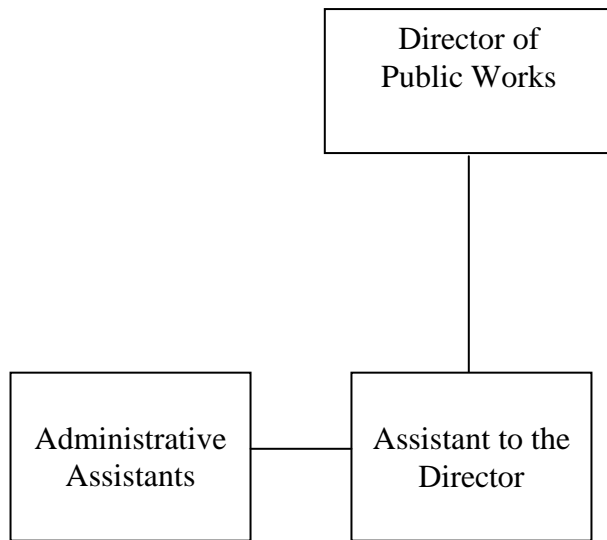 Director of
Public Works
Administrative
Assistants
Assistant to the
Director